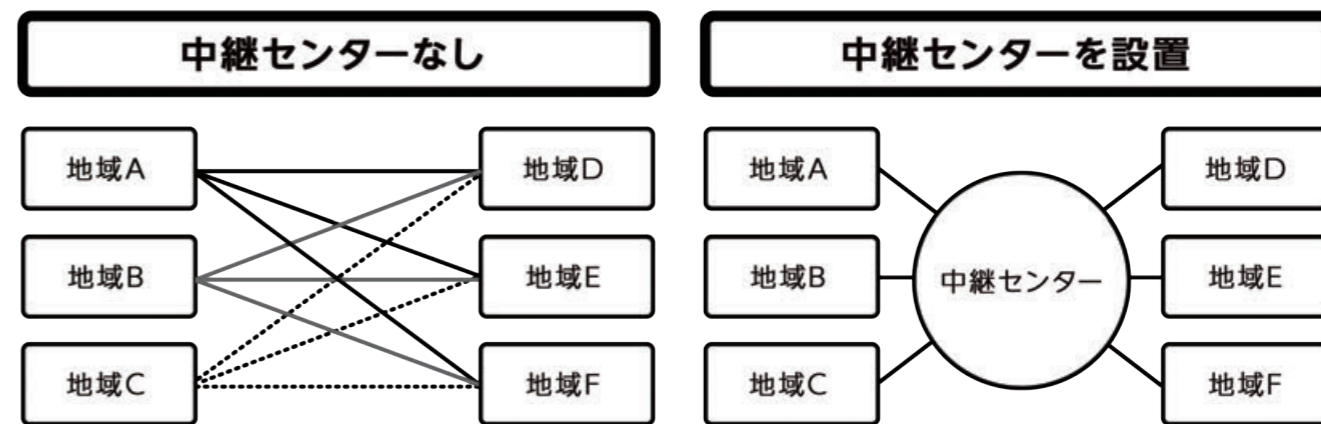 中継センターなし
地域A
地域B
地域C
地域D
地域E
地域F
中継センターを設置
地域A
地域B
地域C
中継センター
地域D
地域E
地域F